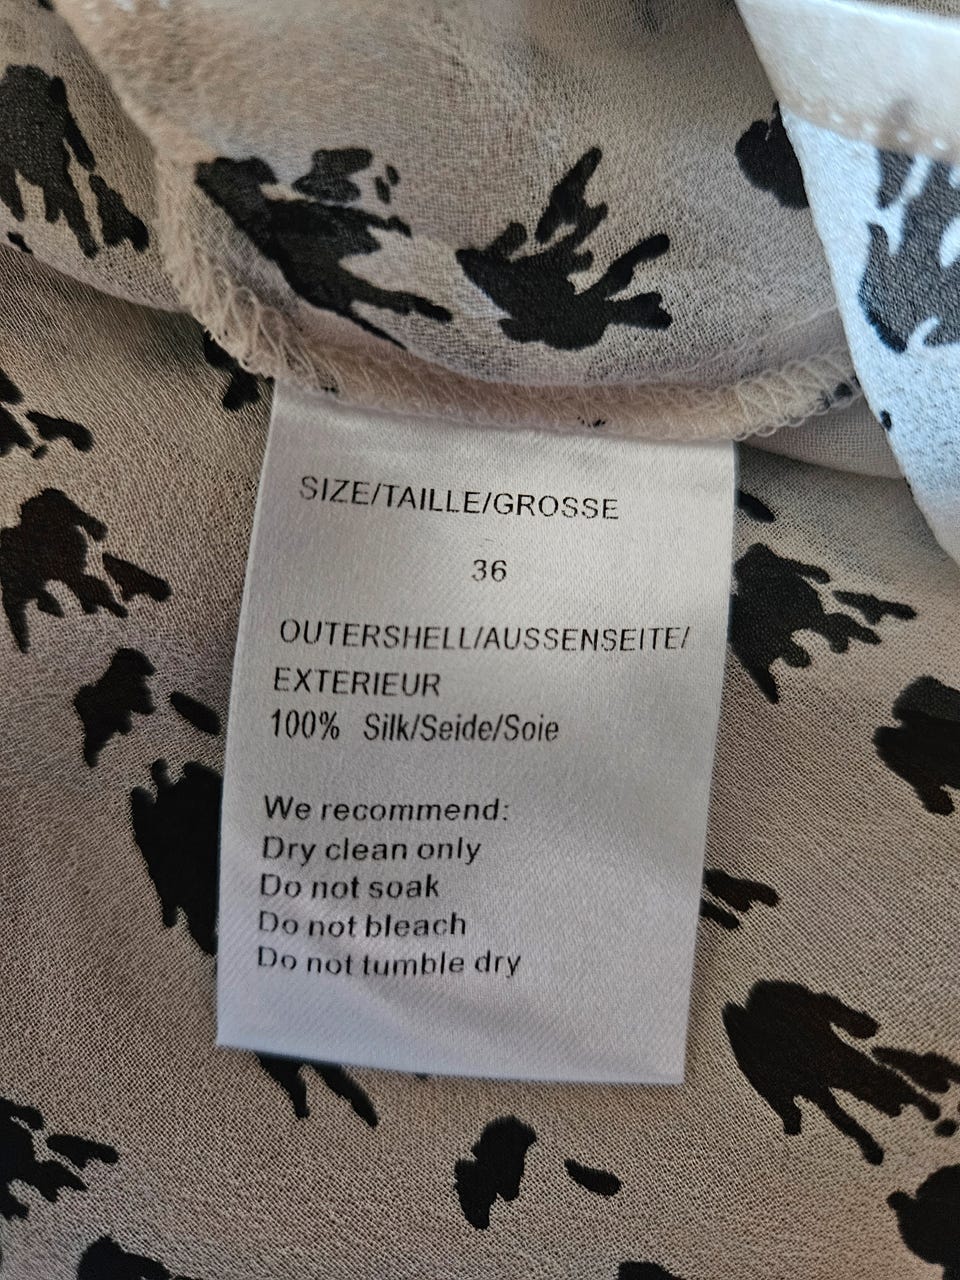 SIZE/TAILLE/GROSSE
36
OUTERSHELL/AUSSENSEITE/
EXTERIEUR
100% Silk/Seide/Soie
We recommend:
Dry clean only
Do not soak
Do not bleach
Do not tumble dry